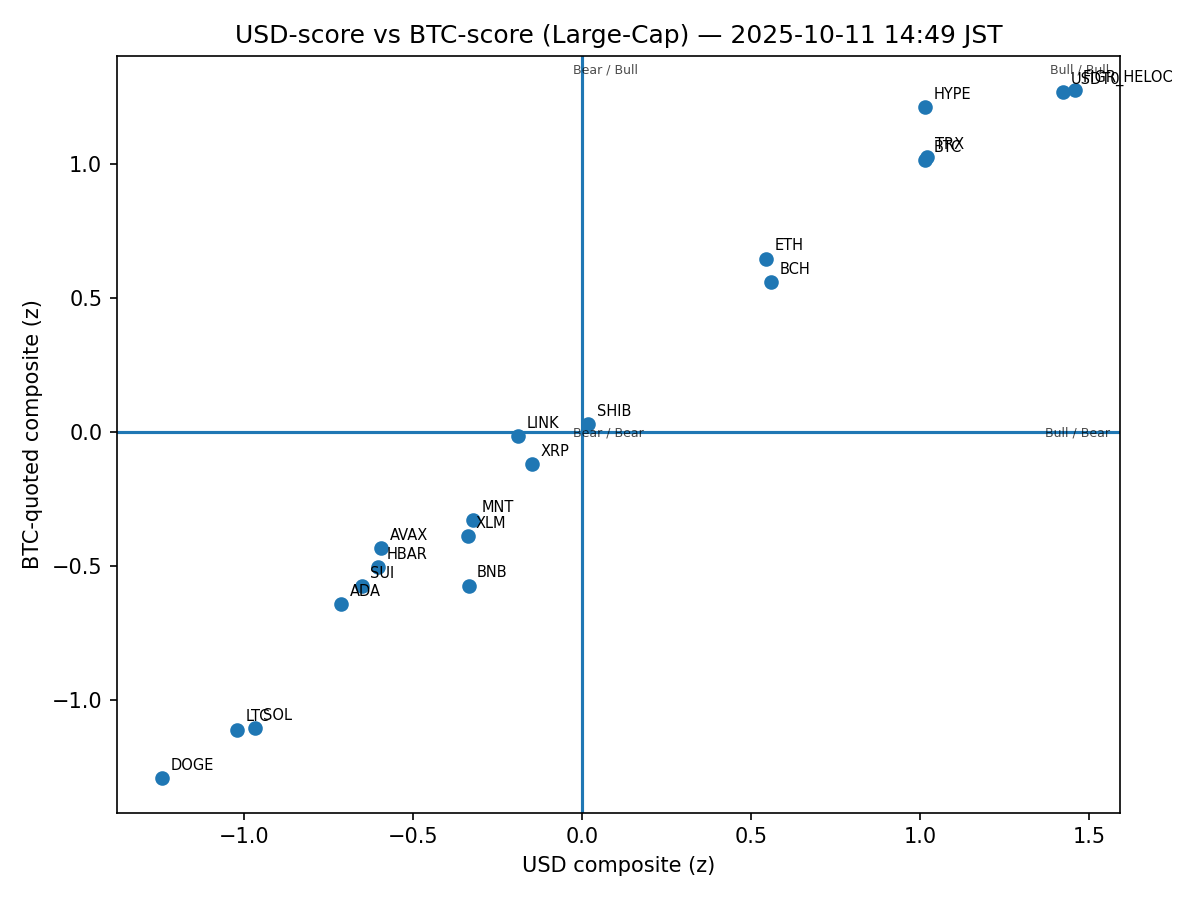 USD-score vs BTC-score (Large-Cap) — 2025-10-11 14:49 JST
Bear / Bull
Bull / Bull
FIGR_HELOC
USDT0
HYPE
TRX
BTC
ETH
BCH
SHIB
LINK
Bear / Bear
Bull / Bear
XRP
MNT
XLM
AVAX
HBAR
BNB
SUI
ADA
LTC
SOL
DOGE
BTC-quoted composite (z)
1.0
0.5
0.0
−0.5
−1.0
−1.0
−0.5
0.0
0.5
1.0
1.5
USD composite (z)